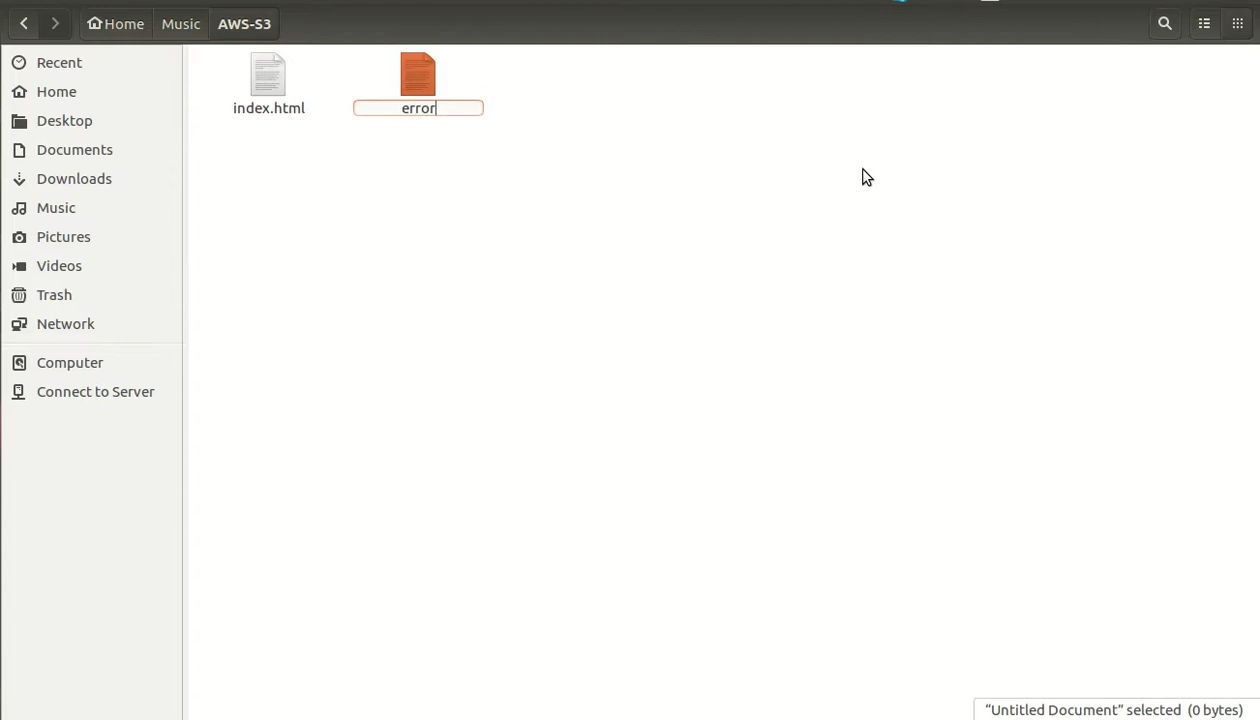 Home Music AWS-S3
Recent
Home
Desktop
Documents
Downloads
Music
Pictures
Videos
Trash
Network
Computer
Connect to Server
index.html error
“Untitled Document” selected (0 bytes)